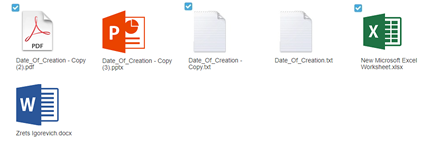 PDF
Date_Of_Creation - Copy
(2).pdf
P
Date_Of_Creation - Copy
(3).pptx
Date_Of_Creation -
Copy.txt
Date_Of_Creation.txt
X
New Microsoft Excel
Worksheet.xlsx
W
Zrets Igorevich.docx